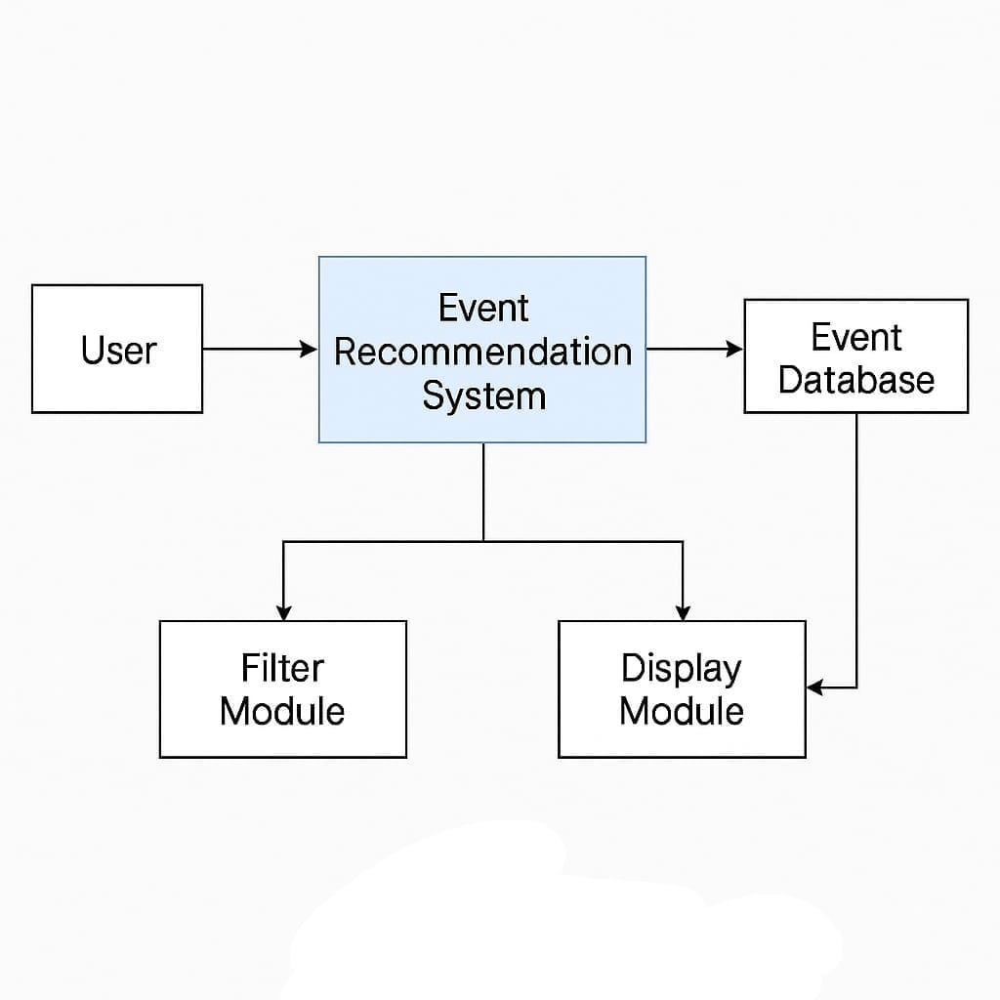 User
Event
Recommendation
System
Event
Database
Filter
Module
Display
Module